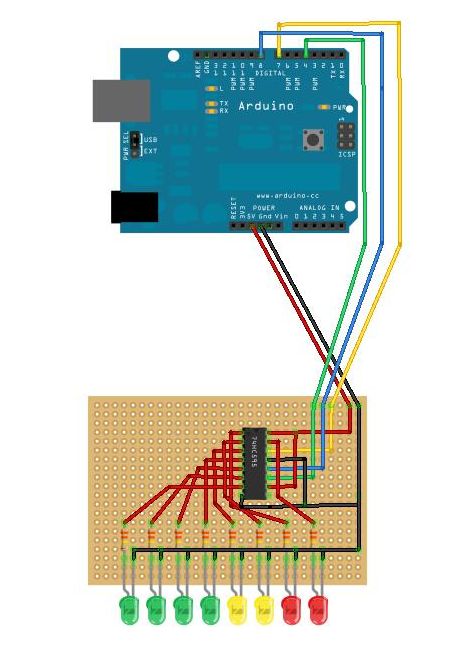 AREF
GND
13
12
PWM 11
PWM 10
PWM 9
8
7
PWM 6
PWM 5
4
PWM 3
2
TX 1
RX 0
DIGITAL
L
TX
RX
Arduino
PWR
PWR SEL
USB
EXT
1
ICSP
www.arduino.cc
RESET
3V3
5V Gnd Vin
POWER
ANALOG IN
0 1 2 3 4 5
74HC595